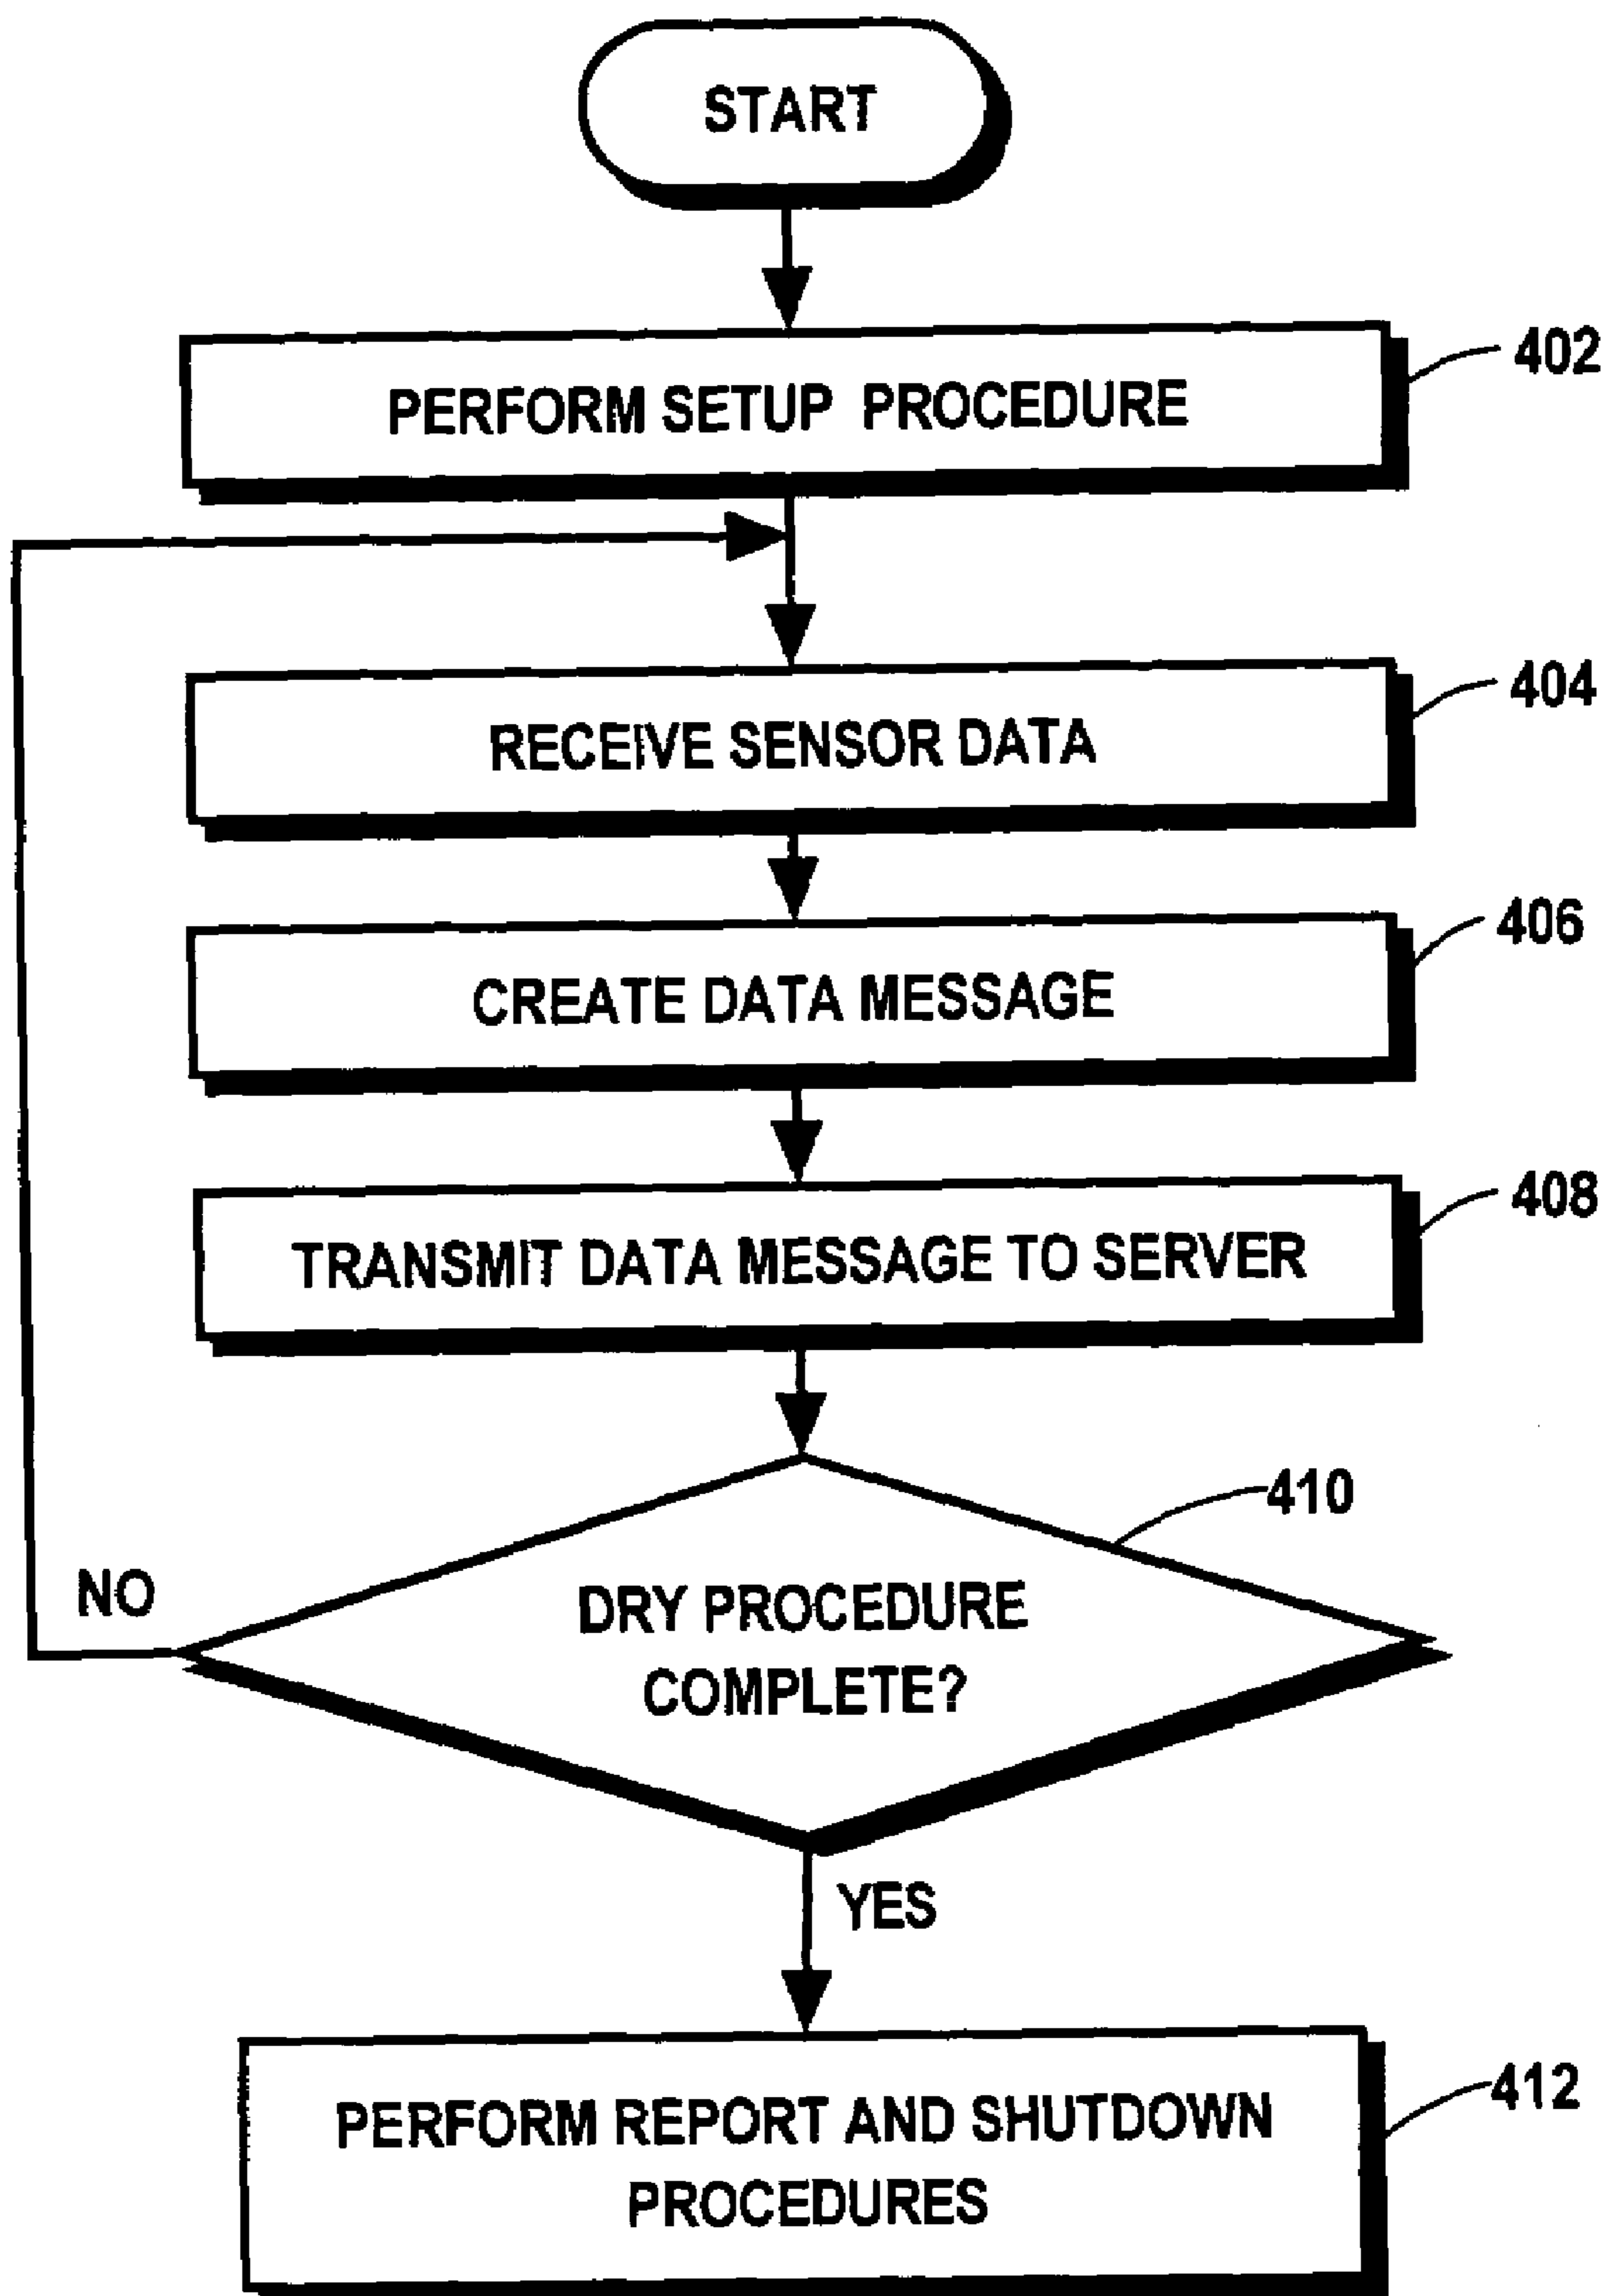 START
402
PERFORM SETUP PROCEDURE
404
RECEIVE SENSOR DATA
406
CREATE DATA MESSAGE
408
TRANSMIT DATA MESSAGE TO SERVER
410
NO
DRY PROCEDURE
COMPLETE?
YES
412
PERFORM REPORT AND SHUTDOWN
PROCEDURES